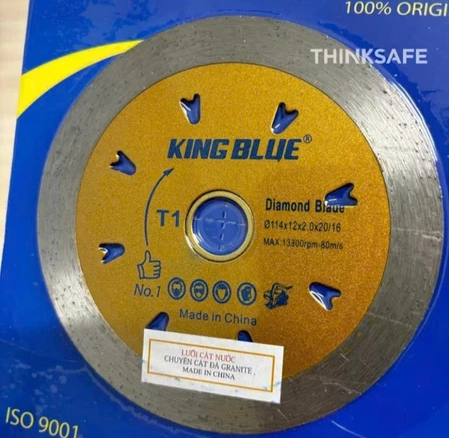 100% ORIGI
THINKSAFE
KING BLUE®
T1
Diamond Blade
Ø114x12x2.0x20/16
MAX:13300rpm-80m/s
No.1
Made in China
LƯỠI CẮT NƯỚC
CHUYÊN CẮT ĐÁ GRANITE
MADE IN CHINA
ISO 9001